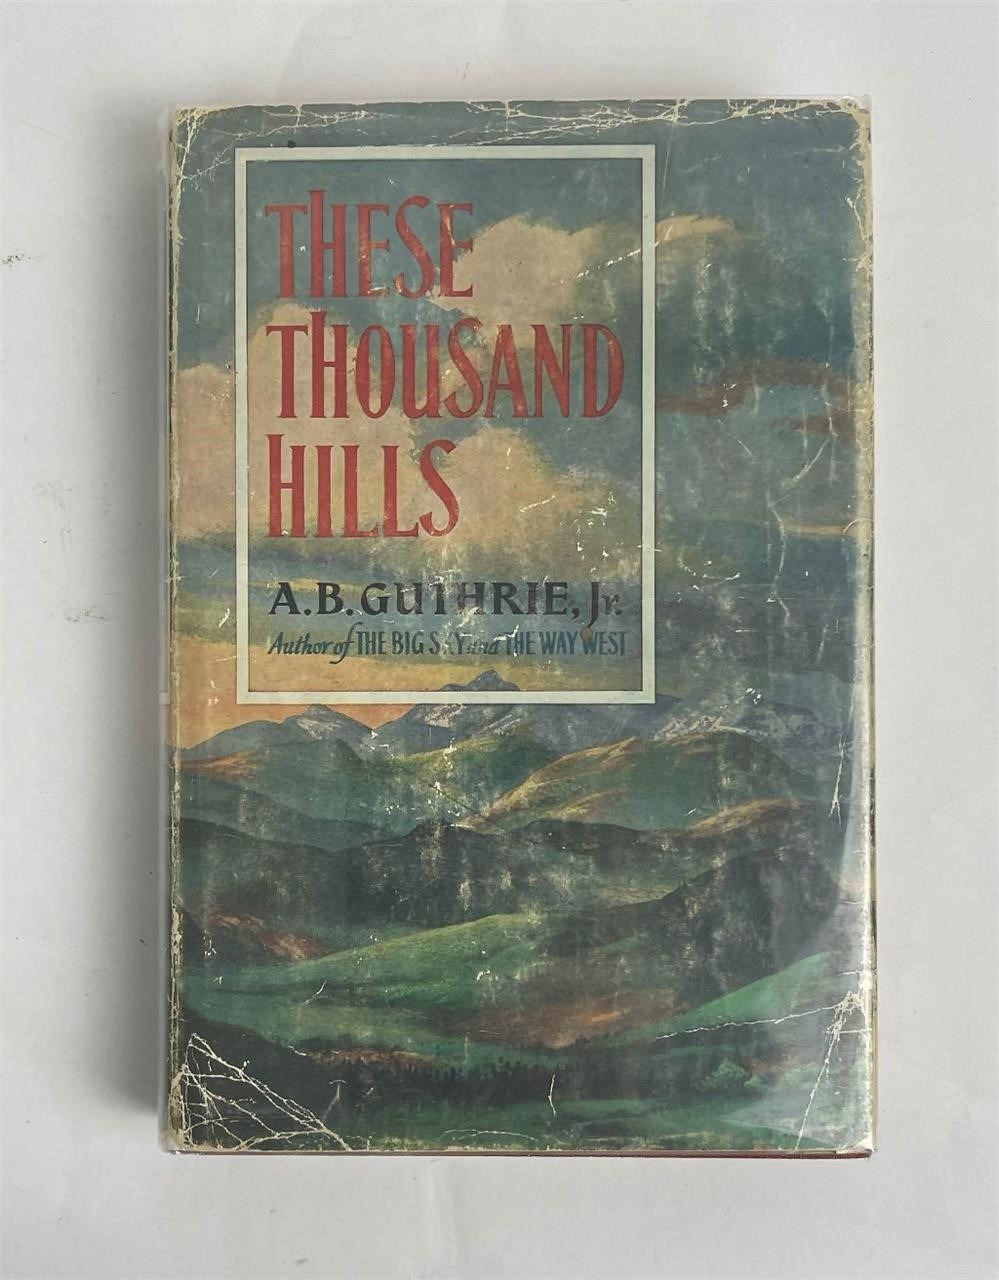 THESE
THOUSAND
HILLS
A.B. GUTHRIE, Jr.
Author of THE BIG SKY and THE WAY WEST